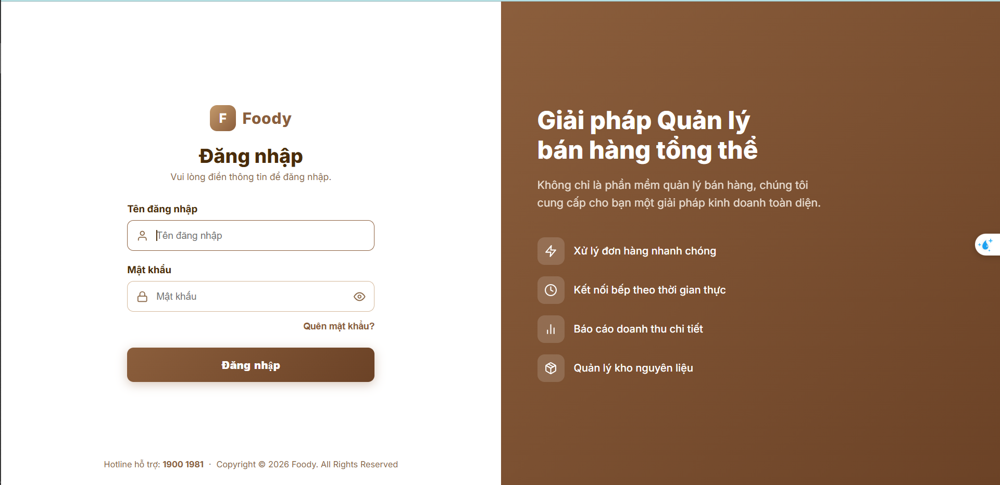 F Foody
Đăng nhập
Vui lòng điền thông tin để đăng nhập.
Tên đăng nhập
Tên đăng nhập
Mật khẩu
Mật khẩu
Quên mật khẩu?
Đăng nhập
Hotline hỗ trợ: 1900 1981 · Copyright © 2026 Foody. All Rights Reserved
Giải pháp Quản lý
bán hàng tổng thể
Không chỉ là phần mềm quản lý bán hàng, chúng tôi
cung cấp cho bạn một giải pháp kinh doanh toàn diện.
Xử lý đơn hàng nhanh chóng
Kết nối bếp theo thời gian thực
Báo cáo doanh thu chi tiết
Quản lý kho nguyên liệu